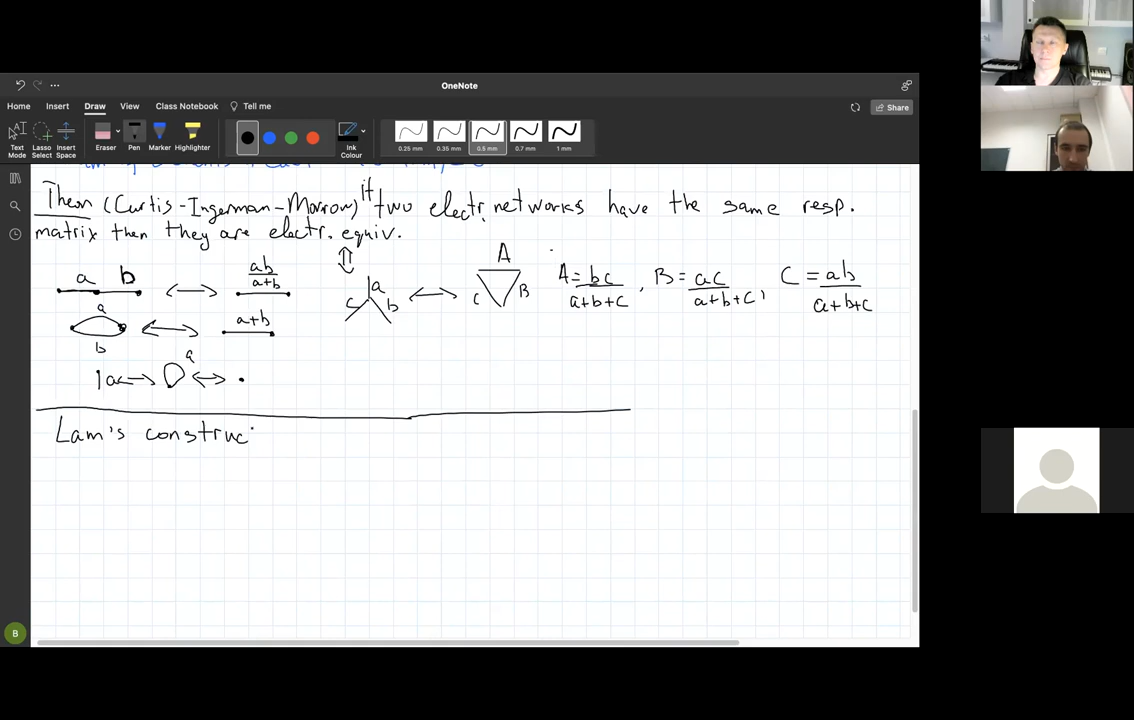 OneNote
Home Insert Draw View Class Notebook Tell me
Share
Text Mode
Lasso Select
Insert Space
Eraser
Pen
Marker
Highlighter
Ink Colour
0.25 mm 0.35 mm 0.5 mm 0.7 mm 1 mm
Theon (Curtis-Ingerman-Morrow) if two electr. networks have the same resp.
matrix then they are electr. equiv.
⇕
a b ⟷ ab/a+b
a b ⟷ a+b
a c b ⟷ A B C
A = bc/a+b+c , B = ac/a+b+c , C = ab/a+b+c
a ⟷ a ⟷ .
Lam's construc
B